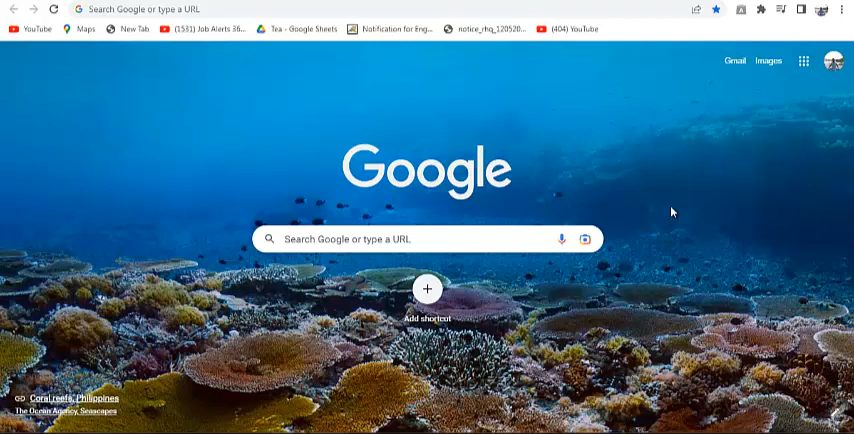 Search Google or type a URL
YouTube Maps New Tab (1531) Job Alerts 36... Tea - Google Sheets Notification for Eng... notice_rhq_120520... (404) YouTube
Gmail Images
Google
Search Google or type a URL
Add shortcut
Coral reefs, Philippines
The Ocean Agency, Seascapes